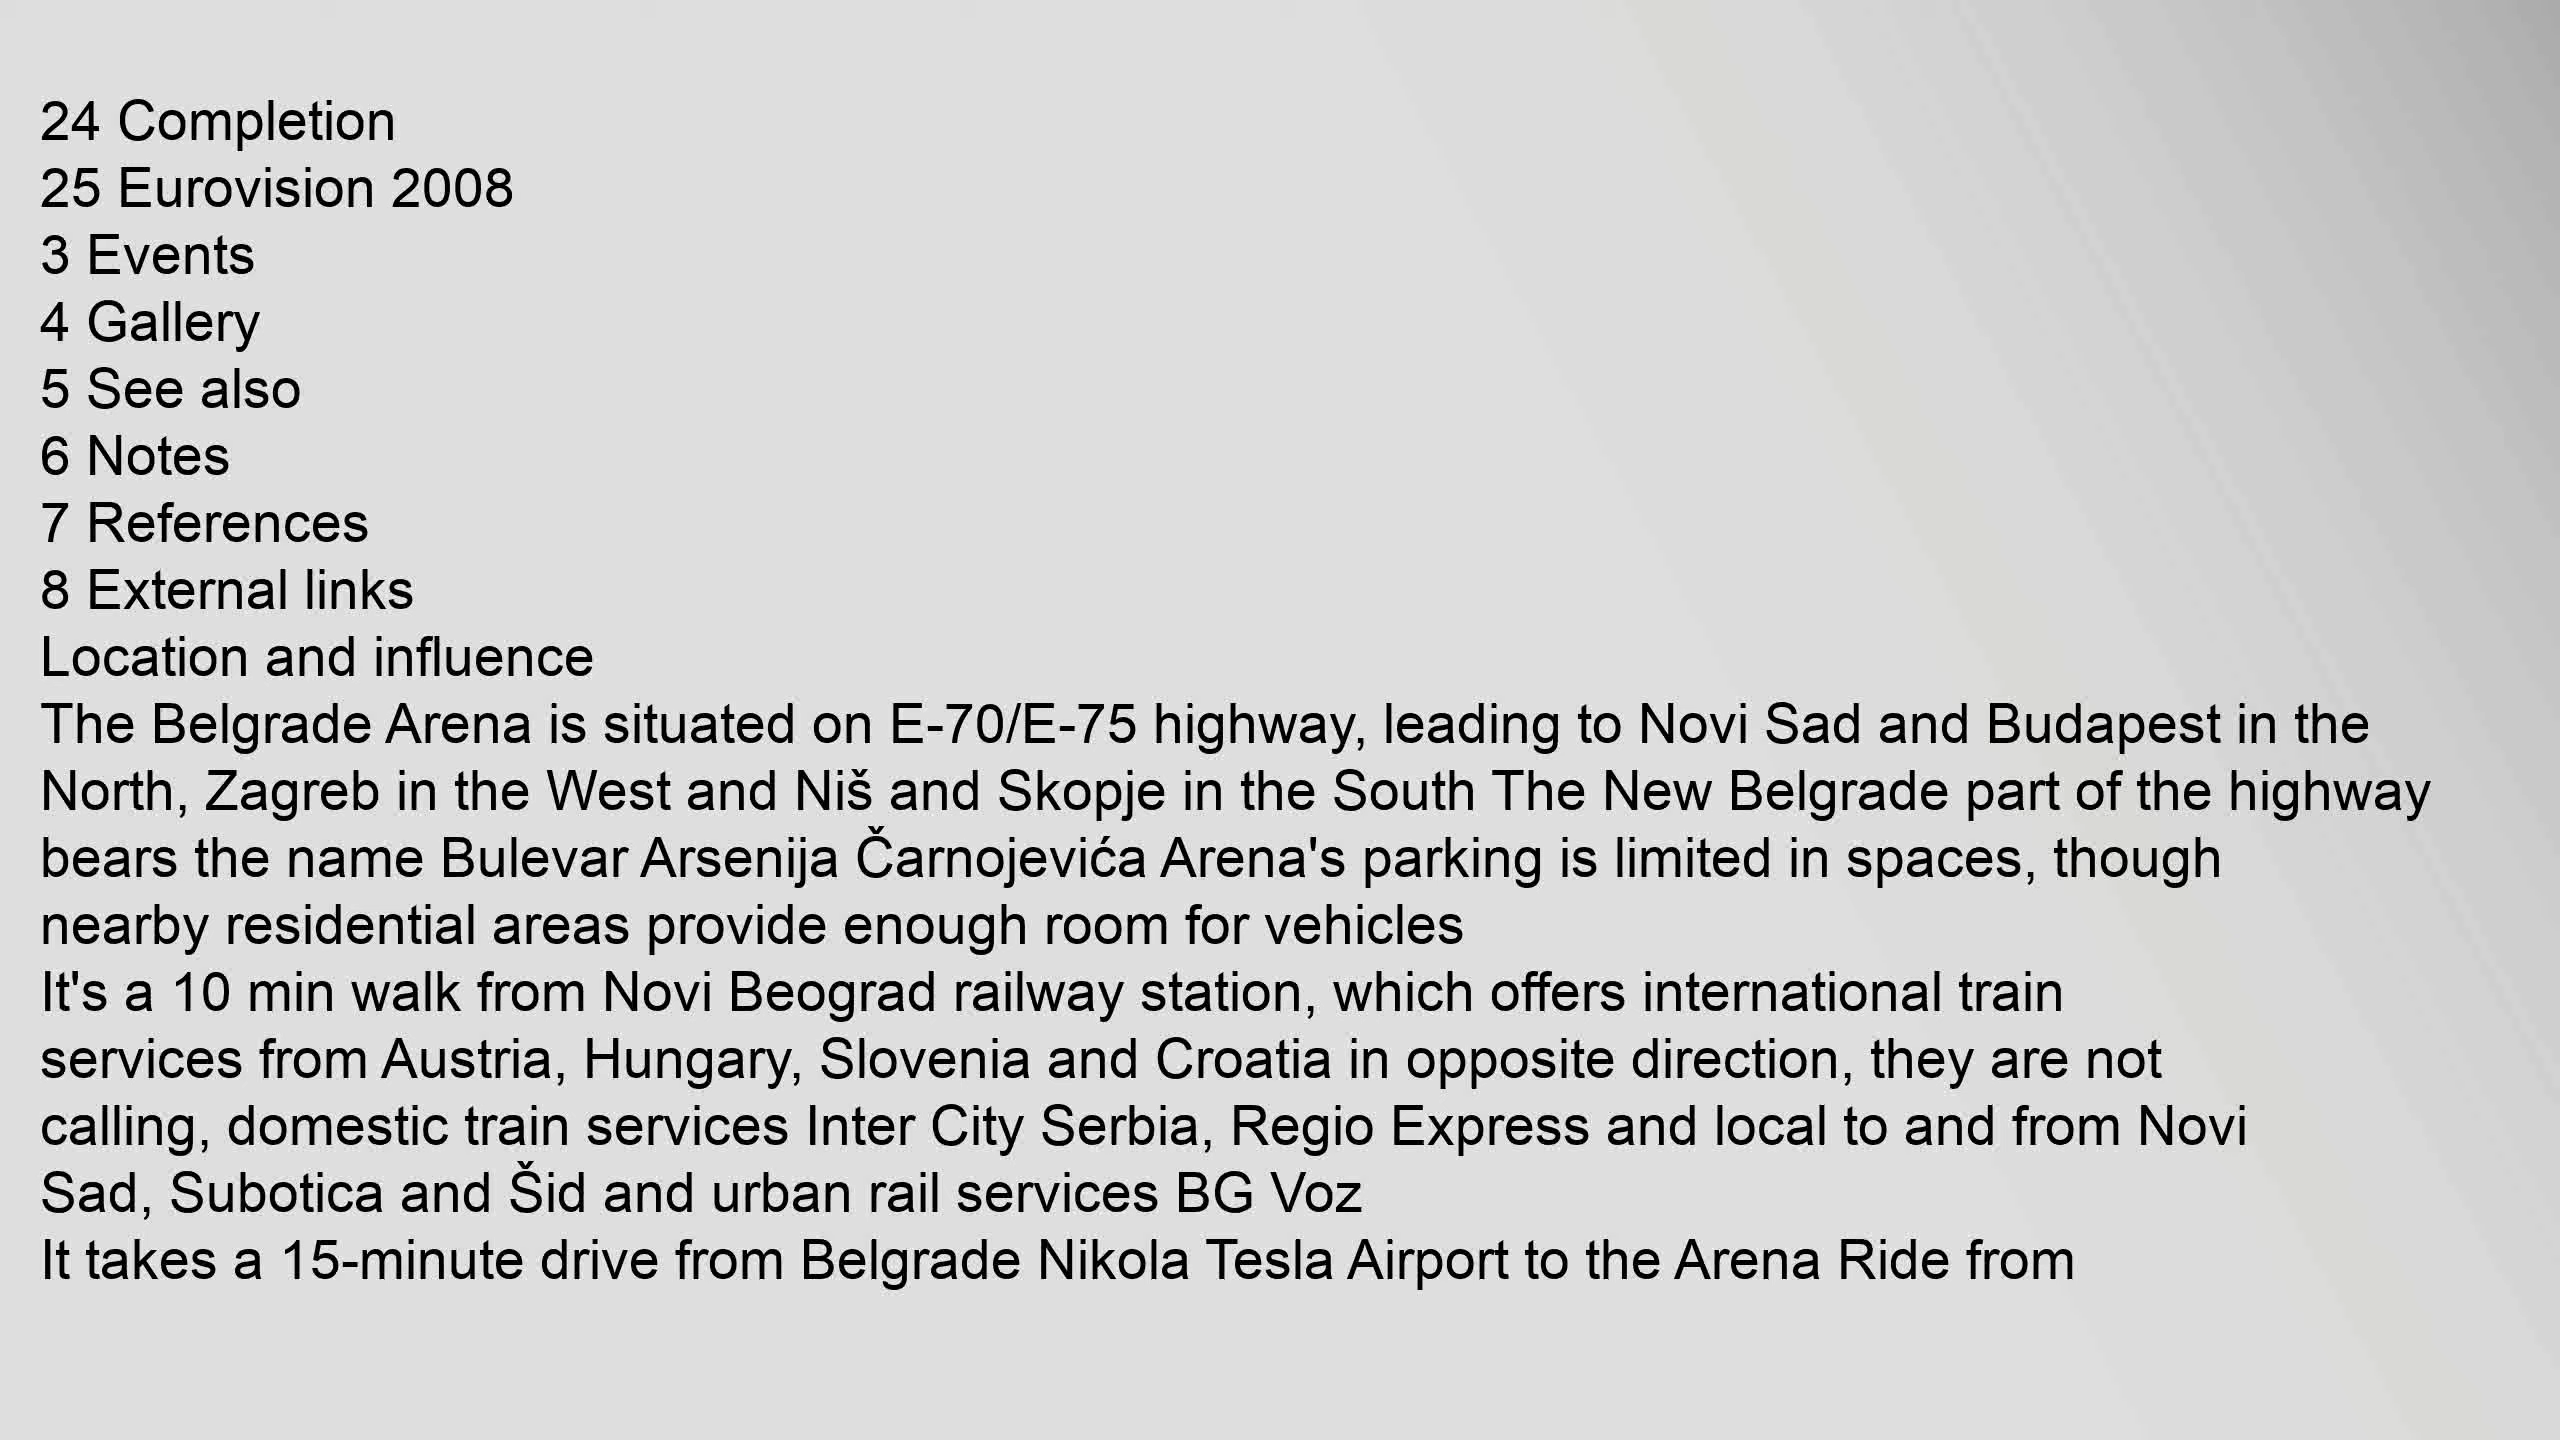 24 Completion
25 Eurovision 2008
3 Events
4 Gallery
5 See also
6 Notes
7 References
8 External links
Location and influence
The Belgrade Arena is situated on E-70/E-75 highway, leading to Novi Sad and Budapest in the
North, Zagreb in the West and Niš and Skopje in the South The New Belgrade part of the highway
bears the name Bulevar Arsenija Čarnojevića Arena's parking is limited in spaces, though
nearby residential areas provide enough room for vehicles
It's a 10 min walk from Novi Beograd railway station, which offers international train
services from Austria, Hungary, Slovenia and Croatia in opposite direction, they are not
calling, domestic train services Inter City Serbia, Regio Express and local to and from Novi
Sad, Subotica and Šid and urban rail services BG Voz
It takes a 15-minute drive from Belgrade Nikola Tesla Airport to the Arena Ride from